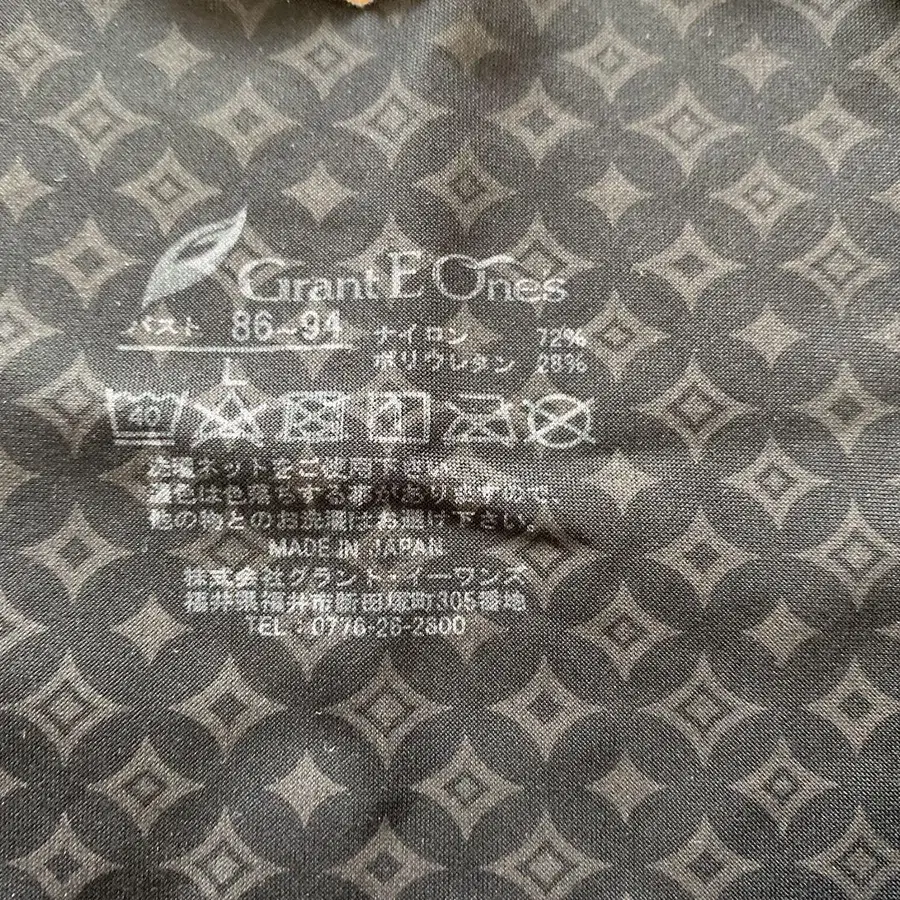 Grant E One's
バスト 86~94
L
ナイロン 72%
ポリウレタン 28%
40
洗濯ネットをご使用下さい。
濃色は色落ちする事がありますので、
他の物とのお洗濯はお避け下さい。
MADE IN JAPAN
株式会社グラント・イーワンズ
福井県福井市新田塚町305番地
TEL:0776-26-2800